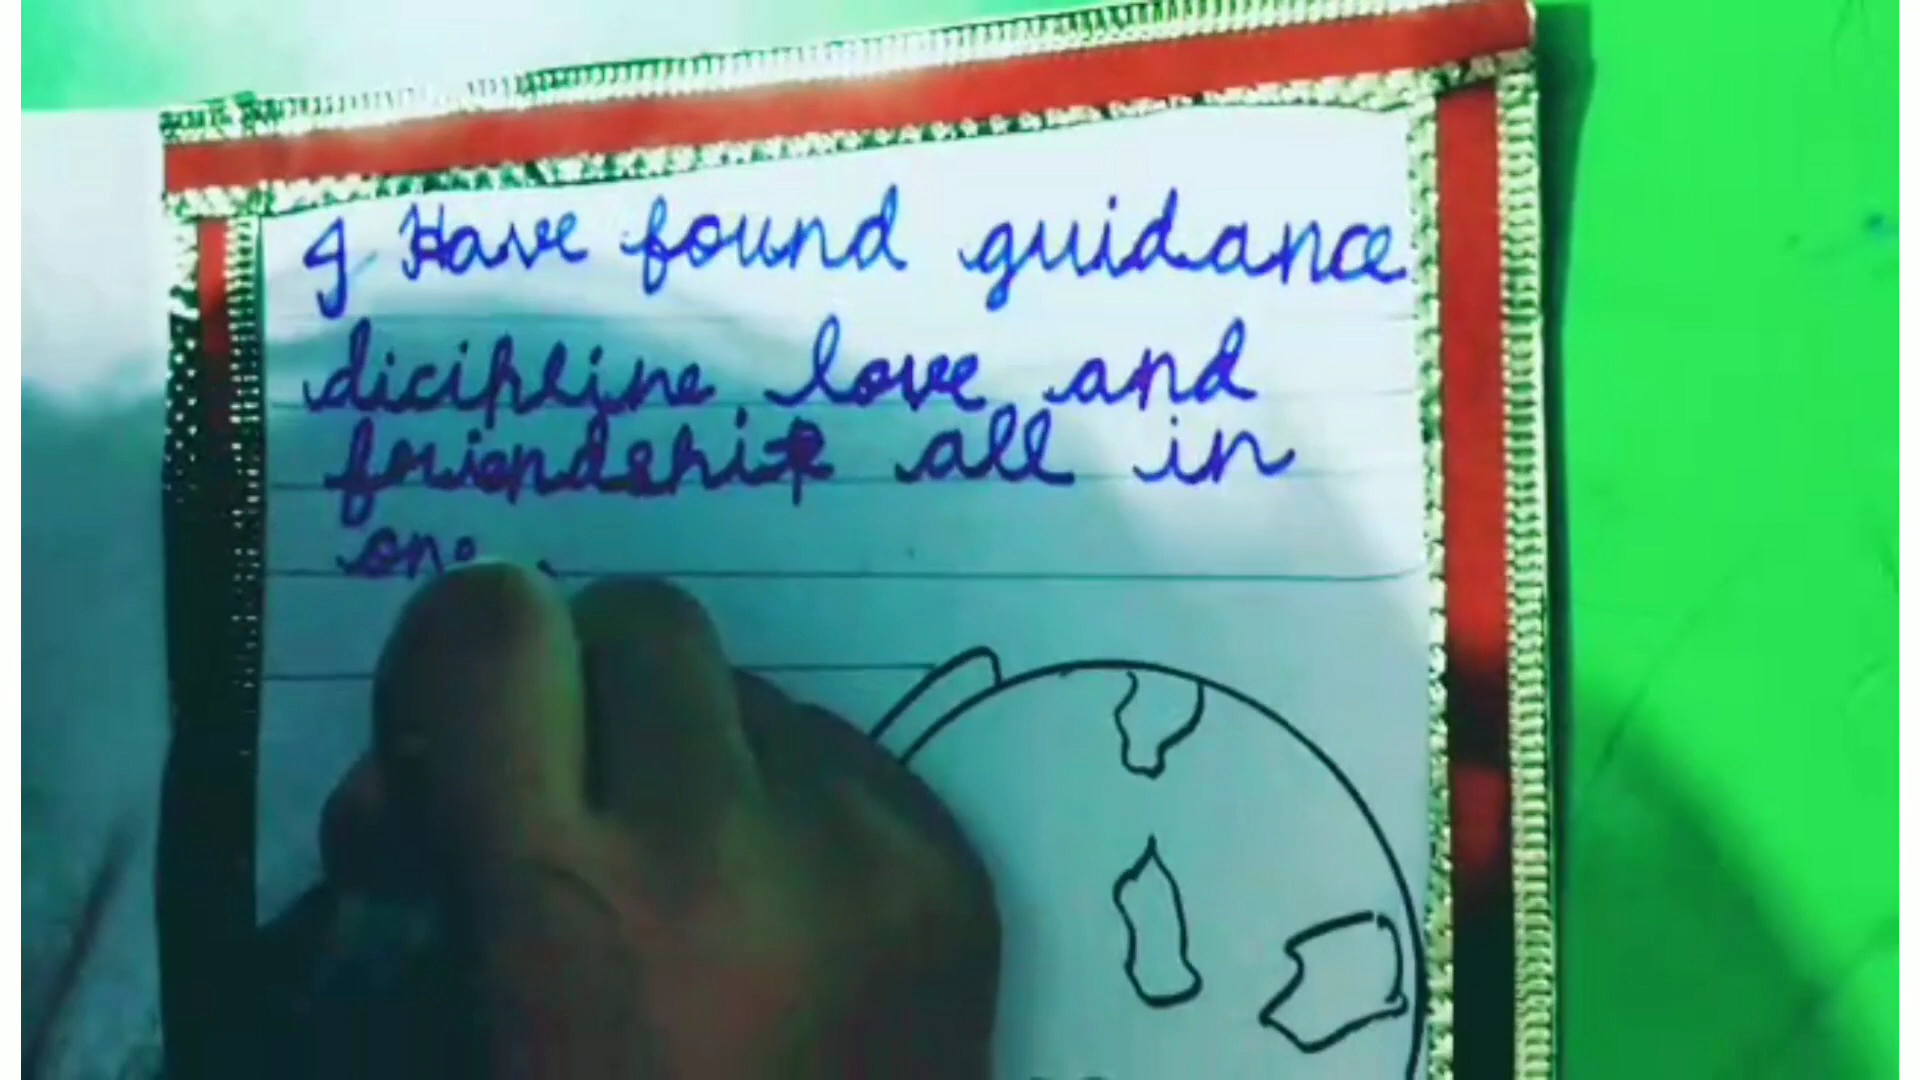 I Have found guidance
dicipline, love and
friendship all in
one